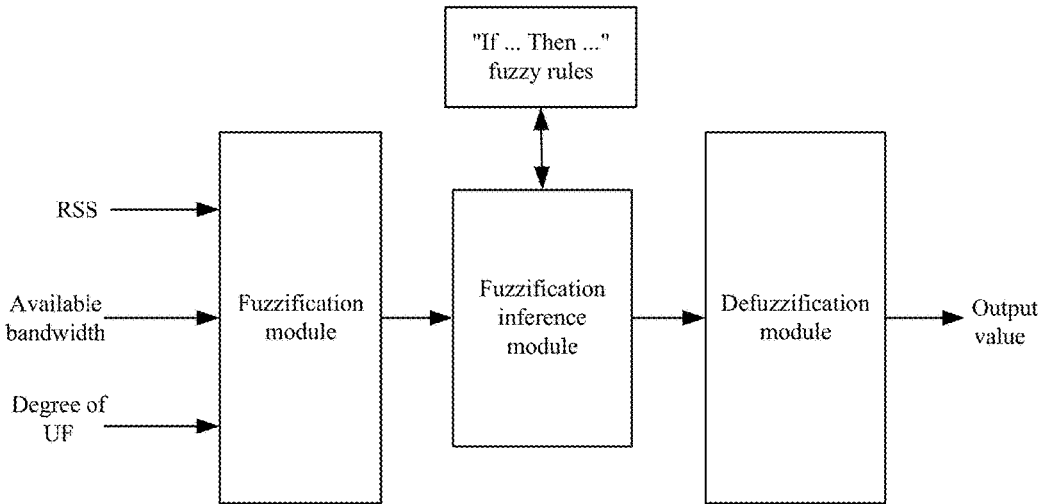 "If ... Then ..."
fuzzy rules
RSS
Available
bandwidth
Degree of
UF
Fuzzification
module
Fuzzification
inference
module
Defuzzification
module
Output
value